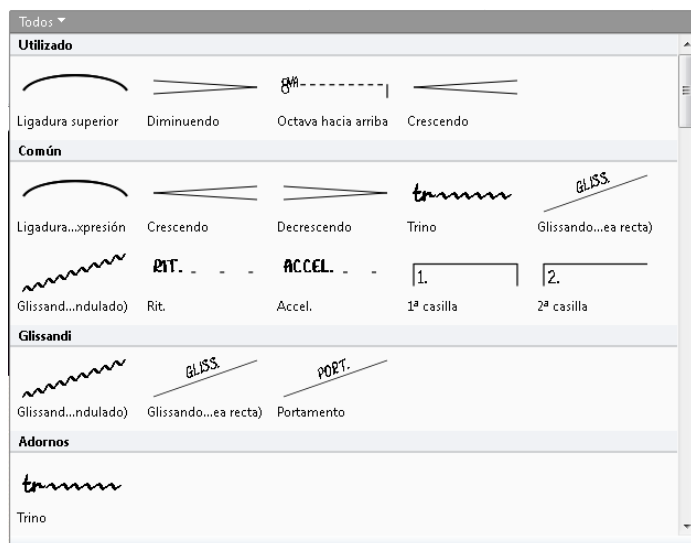 Todos
Utilizado
8VA
Ligadura superior Diminuendo Octava hacia arriba Crescendo
Común
tr GLISS.
Ligadura...xpresión Crescendo Decrescendo Trino Glissando...ea recta)
RIT. ACCEL. 1. 2.
Glissand...ndulado) Rit. Accel. 1ª casilla 2ª casilla
Glissandi
GLISS. PORT.
Glissand...ndulado) Glissando...ea recta) Portamento
Adornos
tr
Trino